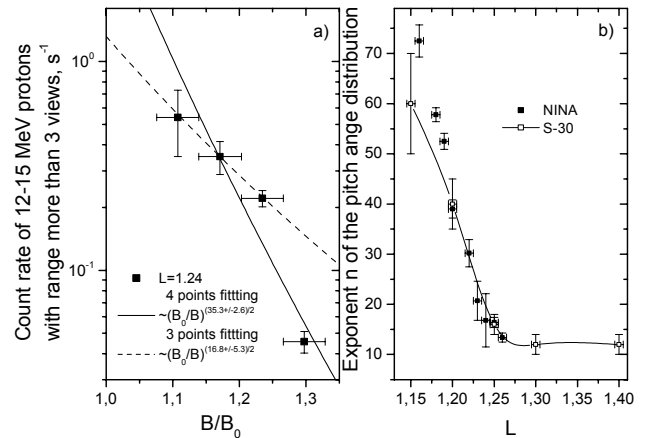 Count rate of 12-15 MeV protons
with range more than 3 views, s-1
10^0
10^-1
a)
L=1.24
4 points fittting
~(B0/B)(35.3+/-2.6)/2
3 points fittting
~(B0/B)(16.8+/-5.3)/2
1,0 1,1 1,2 1,3
B/B0
Exponent n of the pitch ange distribution
70
60
50
40
30
20
10
b)
NINA
S-30
1,15 1,20 1,25 1,30 1,35 1,40
L